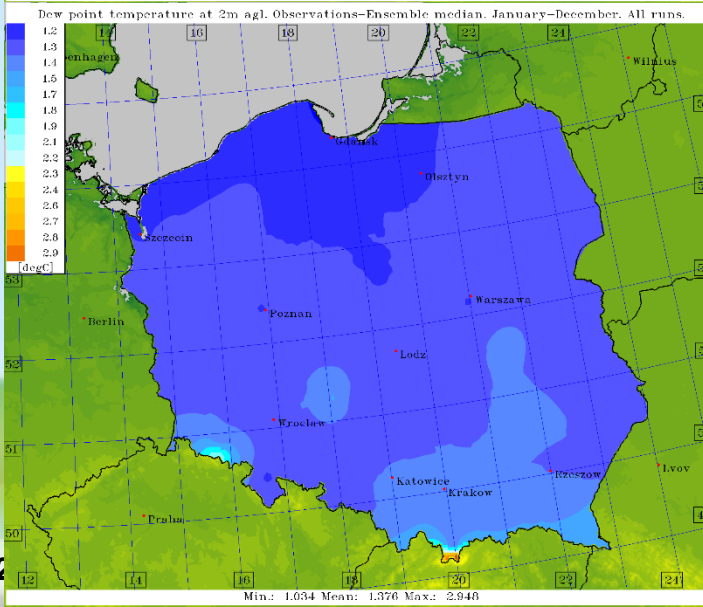 Dew point temperature at 2m agl. Observations-Ensemble median. January-December. All runs.
1.2
1.3
1.4
1.5
1.6
1.7
1.8
1.9
2.1
2.2
2.3
2.4
2.6
2.7
2.8
2.9
[degC]
14
16
18
20
22
24
penhagen
Wilnius
Gdansk
Olsztyn
Szczecin
53
Poznan
Warszawa
Berlin
Lodz
52
Wroclaw
51
Katowice
Krakow
Rzeszow
Lvov
Praha
50
12
14
16
18
20
22
24
Min.: 1.034 Mean: 1.376 Max.: 2.948